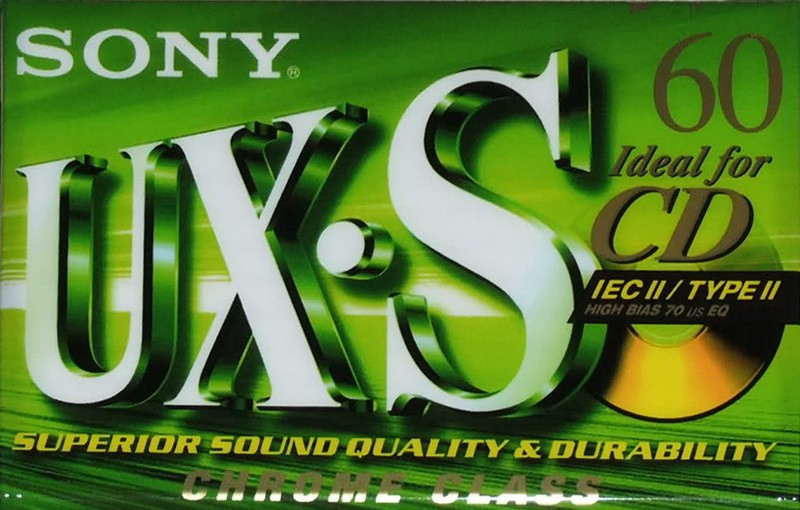 SONY®
60
UX·S
Ideal for
CD
IEC II / TYPE II
HIGH BIAS 70 us EQ
SUPERIOR SOUND QUALITY & DURABILITY
CHROME CLASS